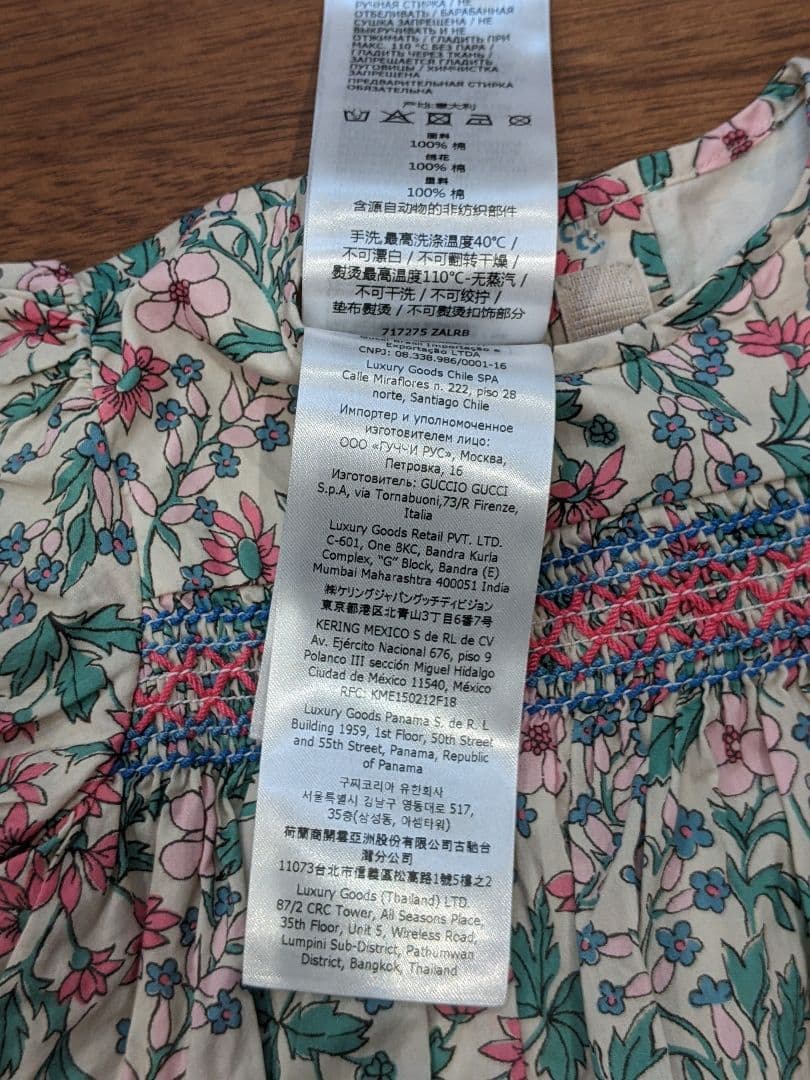 РУЧНАЯ СТИРКА / НЕ
ОТБЕЛИВАТЬ / БАРАБАННАЯ
СУШКА ЗАПРЕЩЕНА / НЕ
ВЫКРУЧИВАТЬ И НЕ
ОТЖИМАТЬ / ГЛАДИТЬ ПРИ
МАКС. 110 °C БЕЗ ПАРА /
ГЛАДИТЬ ЧЕРЕЗ ТКАНЬ /
ЗАПРЕЩАЕТСЯ ГЛАДИТЬ
ПУГОВИЦЫ / ХИМЧИСТКА
ЗАПРЕЩЕНА
ПРЕДВАРИТЕЛЬНАЯ СТИРКА
ОБЯЗАТЕЛЬНА
产地:意大利
面料
100% 棉
绣花
100% 棉
里料
100% 棉
含源自动物的非纺织部件
手洗,最高洗涤温度40℃ /
不可漂白 / 不可翻转干燥 /
熨烫最高温度110℃-无蒸汽 /
不可干洗 / 不可绞拧 /
垫布熨烫 / 不可熨烫扣饰部分
717275 ZALRB
Brasil Importação e
Exportação LTDA
CNPJ: 08.338.986/0001-16
Luxury Goods Chile SPA
Calle Miraflores n. 222, piso 28
norte, Santiago Chile
Импортер и уполномоченное
изготовителем лицо:
ООО «ГУЧЧИ РУС», Москва,
Петровка, 16
Изготовитель: GUCCIO GUCCI
S.p.A, via Tornabuoni,73/R Firenze,
Italia
Luxury Goods Retail PVT. LTD.
C-601, One BKC, Bandra Kurla
Complex, "G" Block, Bandra (E)
Mumbai Maharashtra 400051 India
㈱ケリングジャパングッチディビジョン
東京都港区北青山3丁目6番7号
KERING MEXICO S de RL de CV
Av. Ejército Nacional 676, piso 9
Polanco III sección Miguel Hidalgo
Ciudad de México 11540, México
RFC: KME150212F18
Luxury Goods Panama S. de R. L
Building 1959, 1st Floor, 50th Street
and 55th Street, Panama, Republic
of Panama
구찌코리아 유한회사
서울특별시 강남구 영동대로 517,
35층(삼성동, 아셈타워)
荷蘭商開雲亞洲股份有限公司古馳台
灣分公司
11073台北市信義區松高路1號5樓之2
Luxury Goods (Thailand) LTD.
87/2 CRC Tower, All Seasons Place,
35th Floor, Unit 5, Wireless Road,
Lumpini Sub-District, Pathumwan
District, Bangkok, Thailand